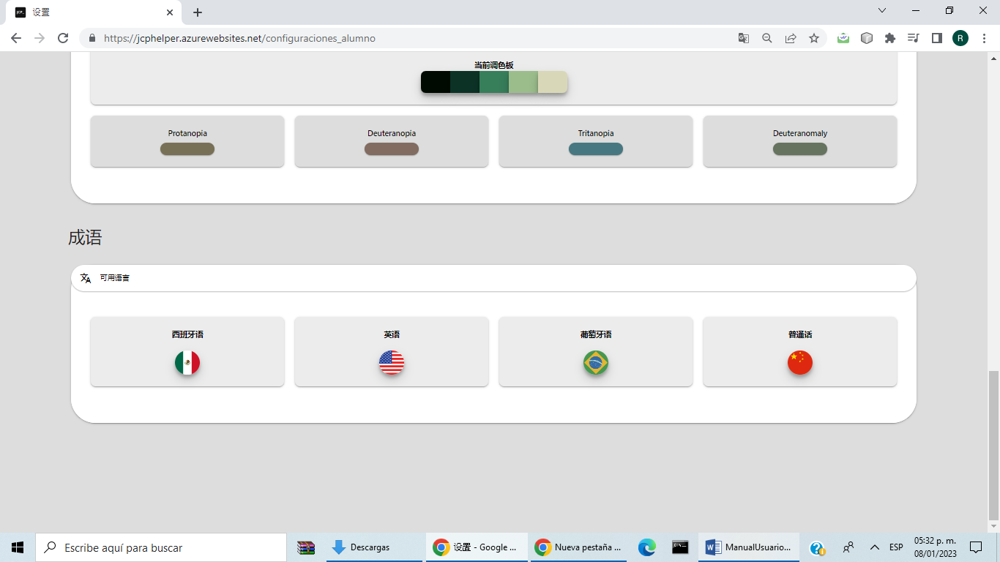 JCP_
设置
https://jcphelper.azurewebsites.net/configuraciones_alumno
R
当前调色板
Protanopia
Deuteranopia
Tritanopia
Deuteranomaly
成语
可用语言
西班牙语
英语
葡萄牙语
普通话
Escribe aquí para buscar
Descargas
设置 - Google ...
Nueva pestaña ...
ManualUsuario...
ESP
05:32 p. m.
08/01/2023